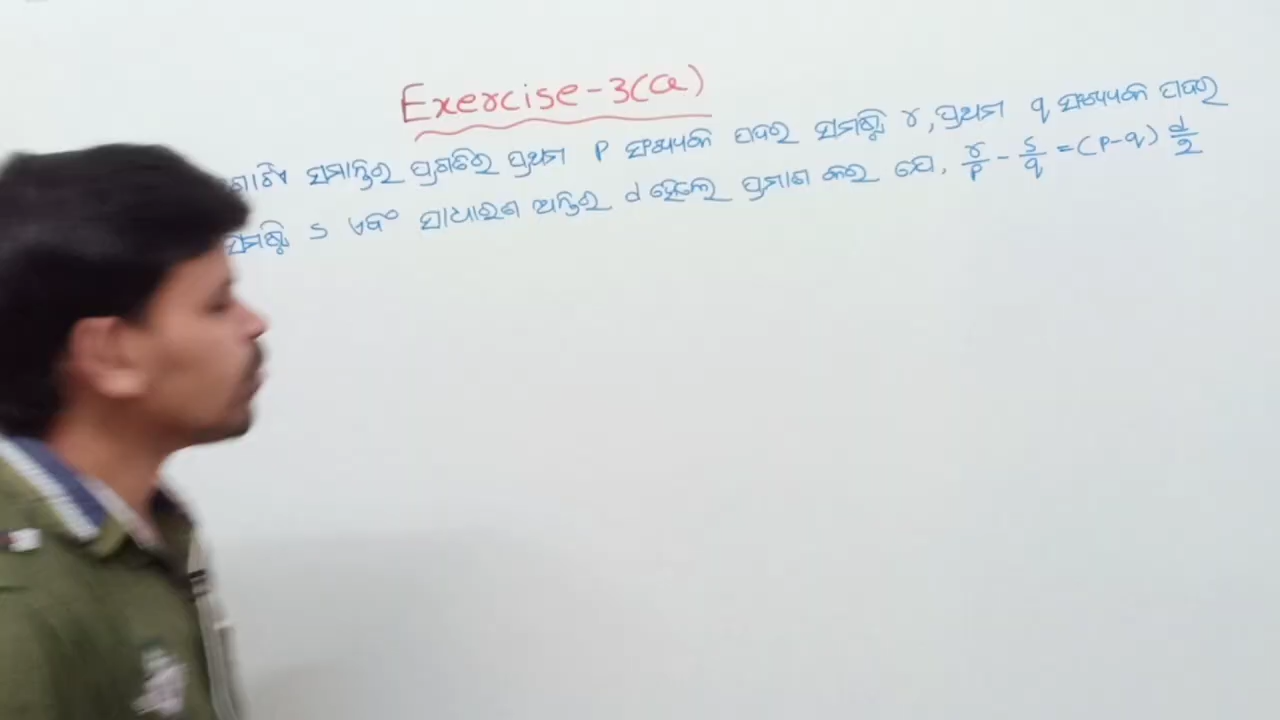 Exercise-3(a)
ସମାନ୍ତର ପ୍ରଗତିର ପ୍ରଥମ P ସଂଖ୍ୟକ ପଦର ସମଷ୍ଟି r, ପ୍ରଥମ q ସଂଖ୍ୟକ ପଦର
ସମଷ୍ଟି S ଏବଂ ସାଧାରଣ ଅନ୍ତର d ହେଲେ ପ୍ରମାଣ କର ଯେ, r/p - S/q = (p-q) d/2